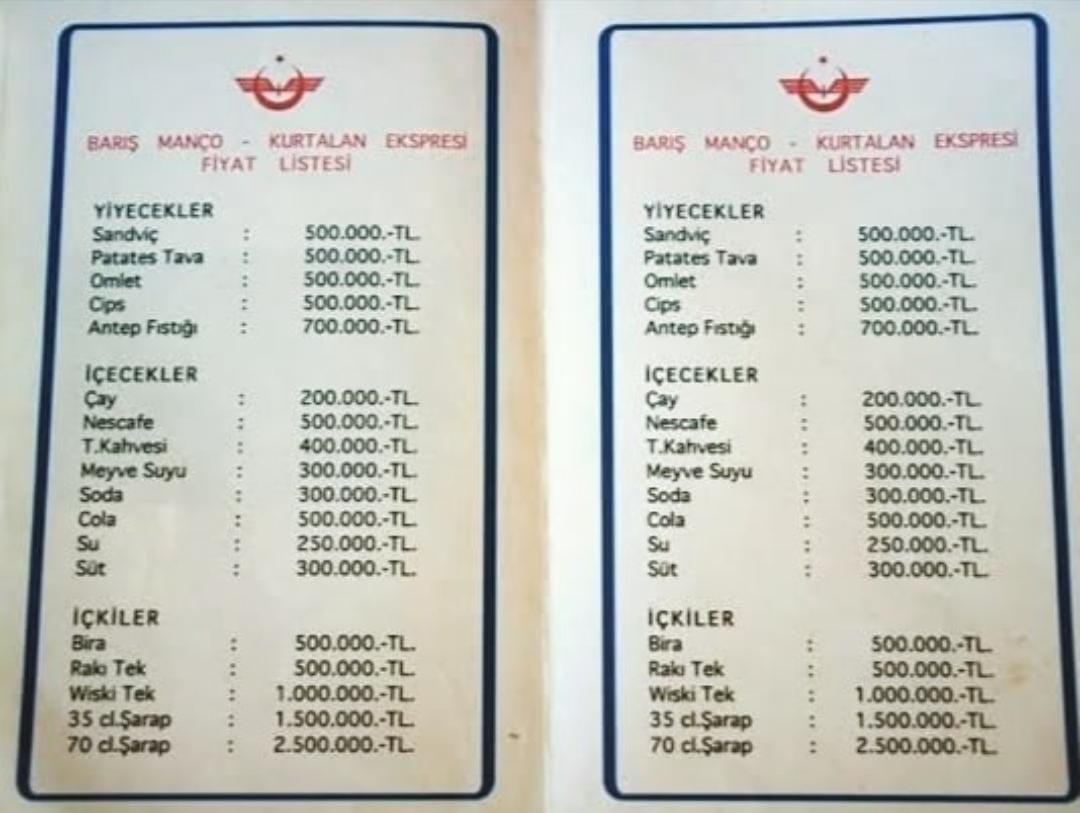 BARIŞ MANÇO - KURTALAN EKSPRESİ
FİYAT LİSTESİ
YİYECEKLER
Sandviç : 500.000.-TL.
Patates Tava : 500.000.-TL.
Omlet : 500.000.-TL.
Cips : 500.000.-TL.
Antep Fıstığı : 700.000.-TL.
İÇECEKLER
Çay : 200.000.-TL.
Nescafe : 500.000.-TL.
T.Kahvesi : 400.000.-TL.
Meyve Suyu : 300.000.-TL.
Soda : 300.000.-TL.
Cola : 500.000.-TL.
Su : 250.000.-TL.
Süt : 300.000.-TL.
İÇKİLER
Bira : 500.000.-TL.
Rakı Tek : 500.000.-TL.
Wiski Tek : 1.000.000.-TL.
35 cl.Şarap : 1.500.000.-TL.
70 cl.Şarap : 2.500.000.-TL.
BARIŞ MANÇO - KURTALAN EKSPRESİ
FİYAT LİSTESİ
YİYECEKLER
Sandviç : 500.000.-TL.
Patates Tava : 500.000.-TL.
Omlet : 500.000.-TL.
Cips : 500.000.-TL.
Antep Fıstığı : 700.000.-TL.
İÇECEKLER
Çay : 200.000.-TL.
Nescafe : 500.000.-TL.
T.Kahvesi : 400.000.-TL.
Meyve Suyu : 300.000.-TL.
Soda : 300.000.-TL.
Cola : 500.000.-TL.
Su : 250.000.-TL.
Süt : 300.000.-TL.
İÇKİLER
Bira : 500.000.-TL.
Rakı Tek : 500.000.-TL.
Wiski Tek : 1.000.000.-TL.
35 cl.Şarap : 1.500.000.-TL.
70 cl.Şarap : 2.500.000.-TL.